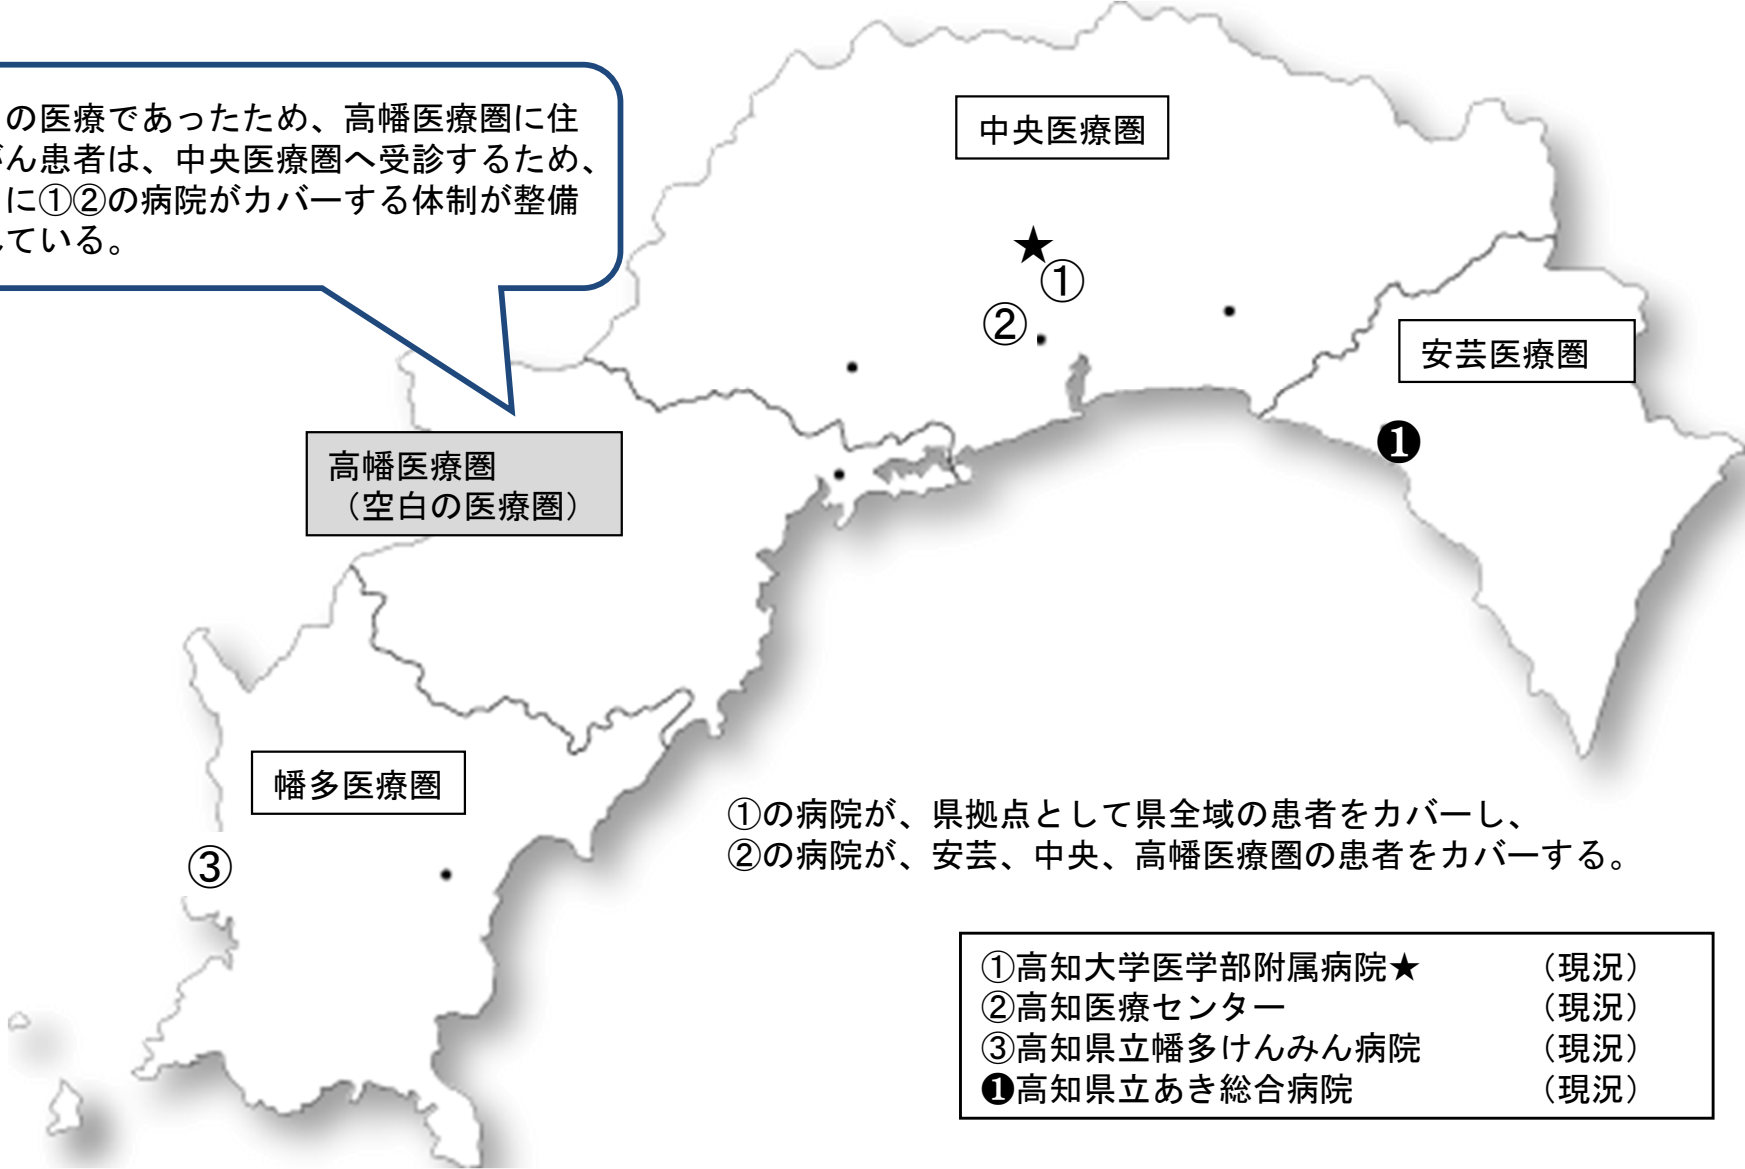 の医療であったため、高幡医療圏に住
がん患者は、中央医療圏へ受診するため、
に①②の病院がカバーする体制が整備
ている。
中央医療圏
★
①
②
安芸医療圏
❶
高幡医療圏
（空白の医療圏）
幡多医療圏
③
①の病院が、県拠点として県全域の患者をカバーし、
②の病院が、安芸、中央、高幡医療圏の患者をカバーする。
①高知大学医学部附属病院★ （現況）
②高知医療センター （現況）
③高知県立幡多けんみん病院 （現況）
❶高知県立あき総合病院 （現況）